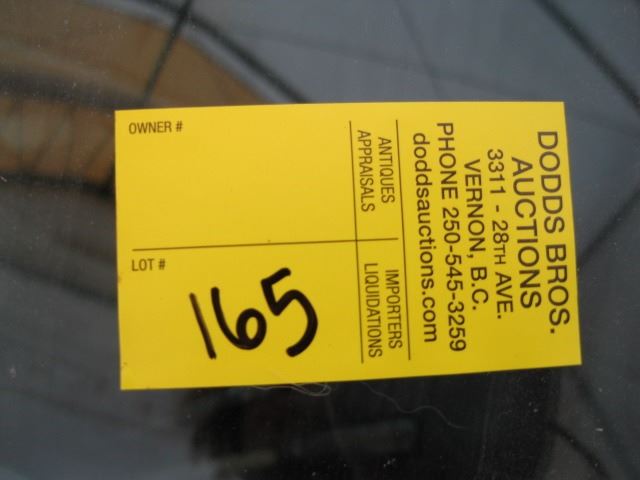 DODDS BROS.
AUCTIONS
3311 - 28TH AVE.
VERNON, B.C.
PHONE 250-545-3259
doddsauctions.com
ANTIQUES
APPRAISALS
IMPORTERS
LIQUIDATIONS
OWNER #
LOT #
165